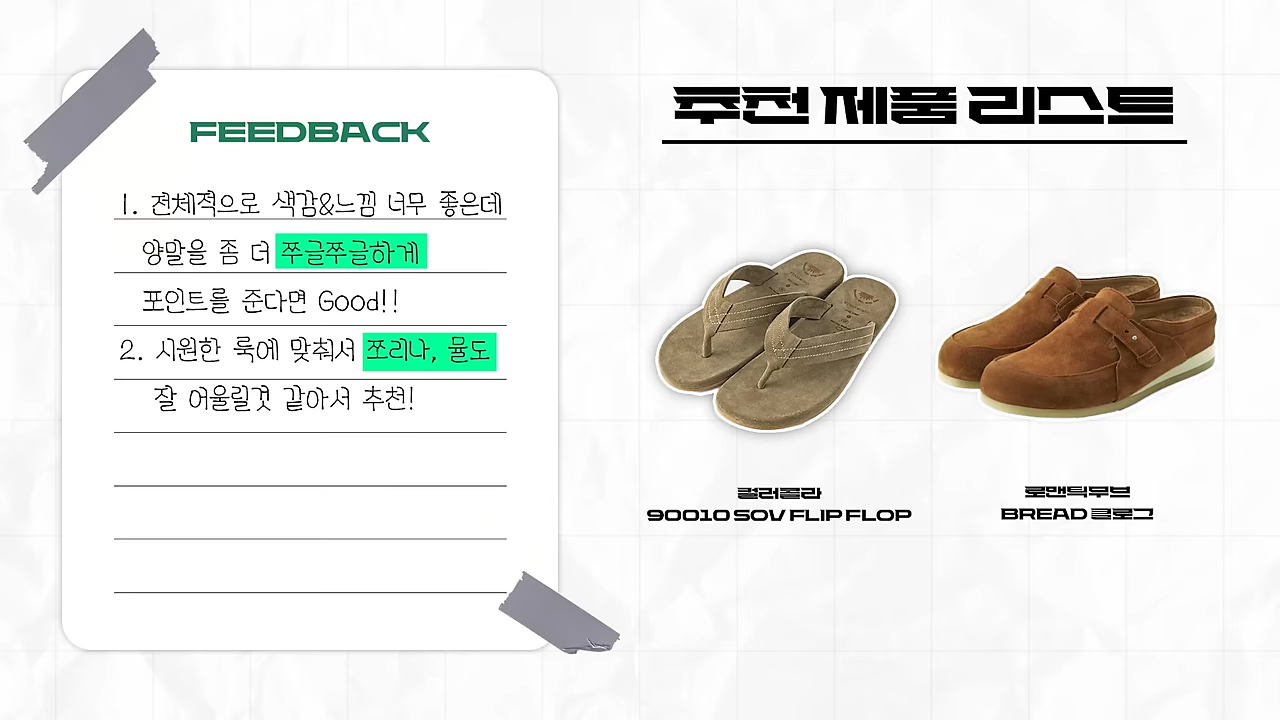 FEEDBACK
1. 전체적으로 색감&느낌 너무 좋은데
양말을 좀 더 쭈글쭈글하게
포인트를 준다면 Good!!
2. 시원한 룩에 맞춰서 쪼리나, 뮬도
잘 어울릴것 같아서 추천!
추천 제품 리스트
컬러콜라
90010 SOV FLIP FLOP
로맨틱무브
BREAD 클로그